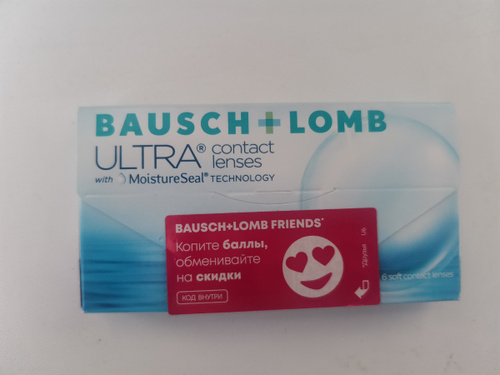 BAUSCH + LOMB
ULTRA® contact lenses
with MoistureSeal® TECHNOLOGY
BAUSCH+LOMB FRIENDS*
Копите баллы,
обменивайте
на скидки
КОД ВНУТРИ
*Друзья
6 soft contact lenses